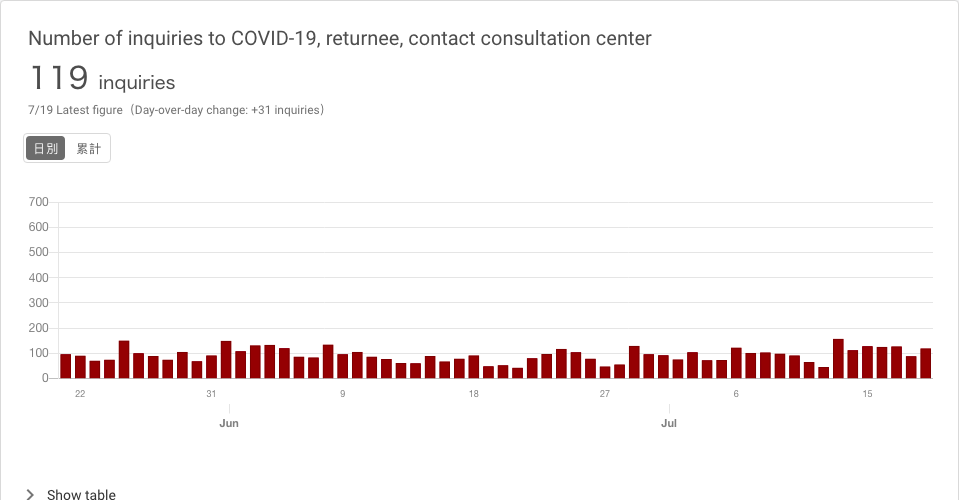 Number of inquiries to COVID-19, returnee, contact consultation center
119 inquiries
7/19 Latest figure（Day-over-day change: +31 inquiries）
日別 累計
700
600
500
400
300
200
100
0
22 31 9 18 27 6 15
Jun Jul
Show table